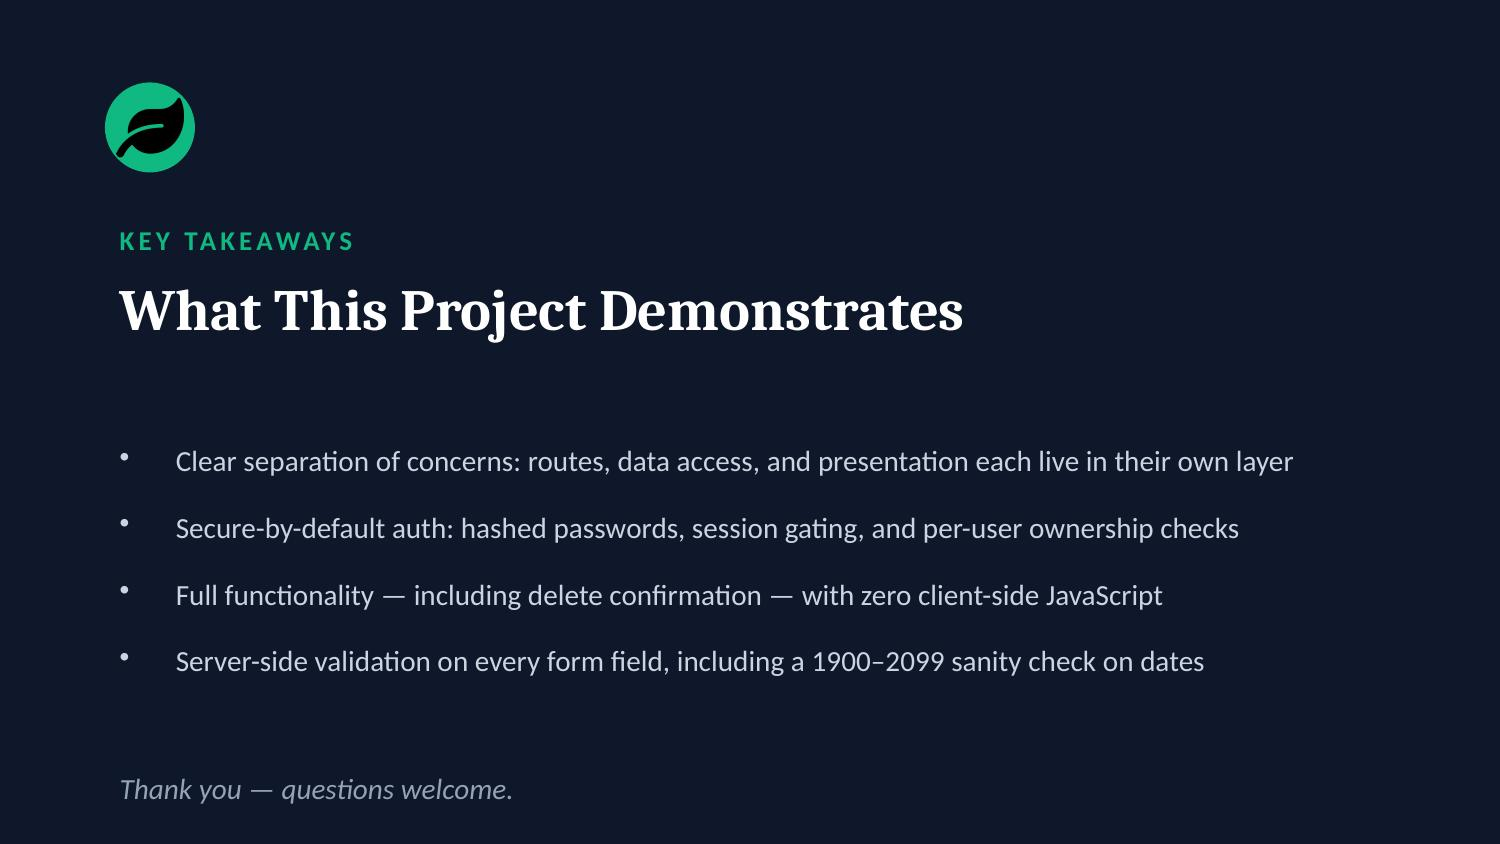 KEY TAKEAWAYS
What This Project Demonstrates
• Clear separation of concerns: routes, data access, and presentation each live in their own layer
• Secure-by-default auth: hashed passwords, session gating, and per-user ownership checks
• Full functionality — including delete confirmation — with zero client-side JavaScript
• Server-side validation on every form field, including a 1900–2099 sanity check on dates
Thank you — questions welcome.